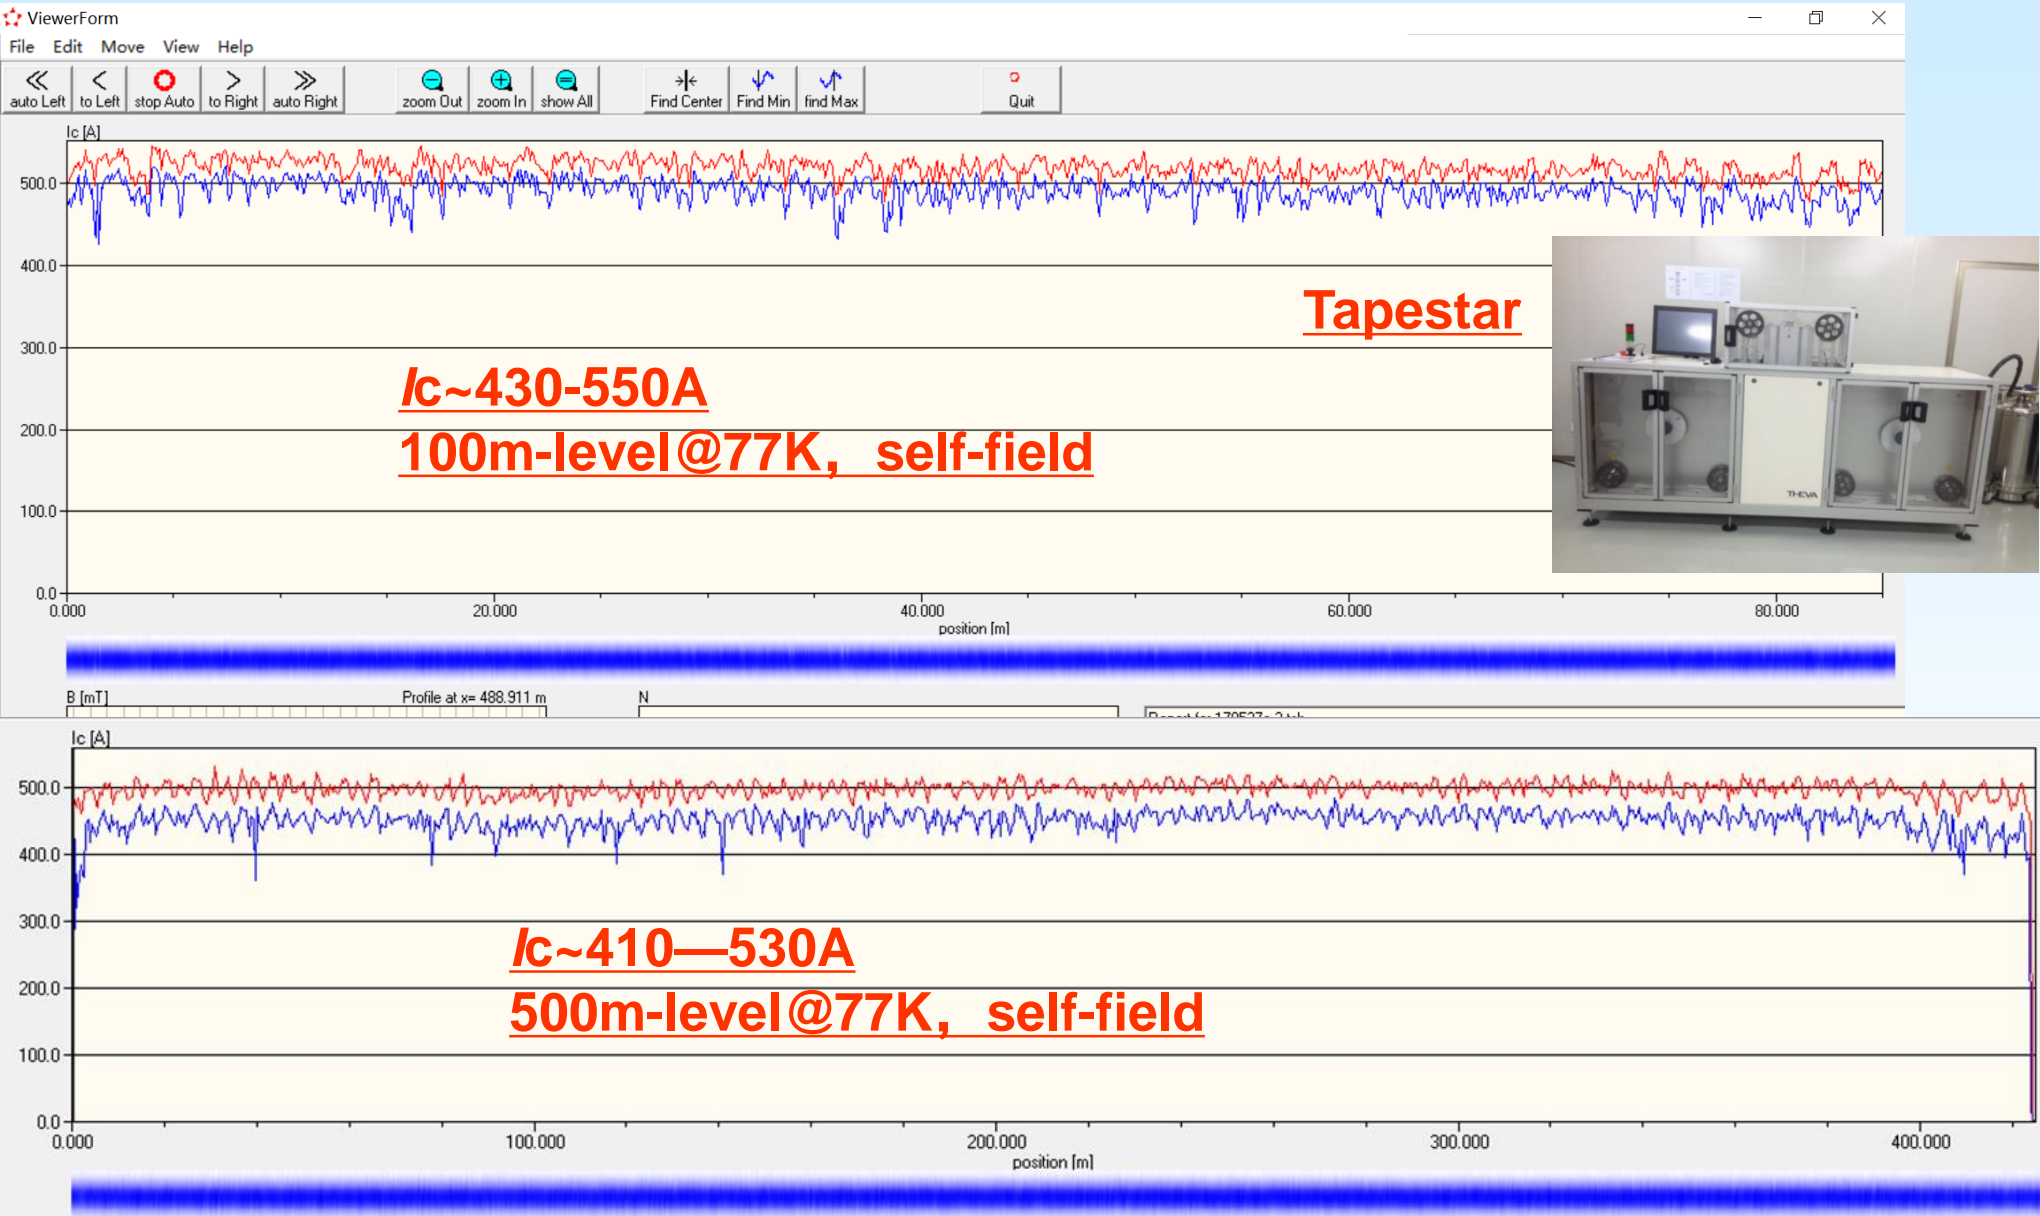 ViewerForm
File Edit Move View Help
auto Left to Left stop Auto to Right auto Right zoom Out zoom In show All Find Center Find Min find Max Quit
Ic [A]
500.0
400.0
300.0
200.0
100.0
0.0
Tapestar
Ic~430-550A
100m-level@77K, self-field
THEVA
0.000 20.000 40.000 60.000 80.000
position [m]
B [mT] Profile at x= 488.911 m N
Ic [A]
500.0
400.0
300.0
200.0
100.0
0.0
Ic~410—530A
500m-level@77K, self-field
0.000 100.000 200.000 300.000 400.000
position [m]